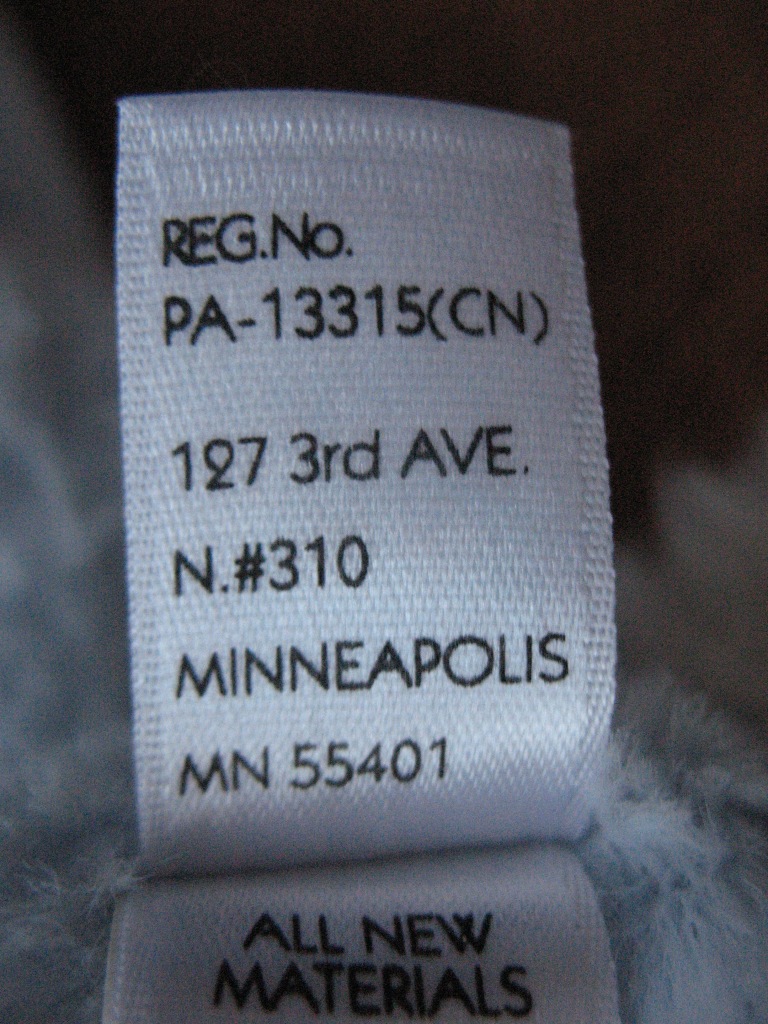 REG.No.
PA-13315(CN)
127 3rd AVE.
N.#310
MINNEAPOLIS
MN 55401
ALL NEW
MATERIALS